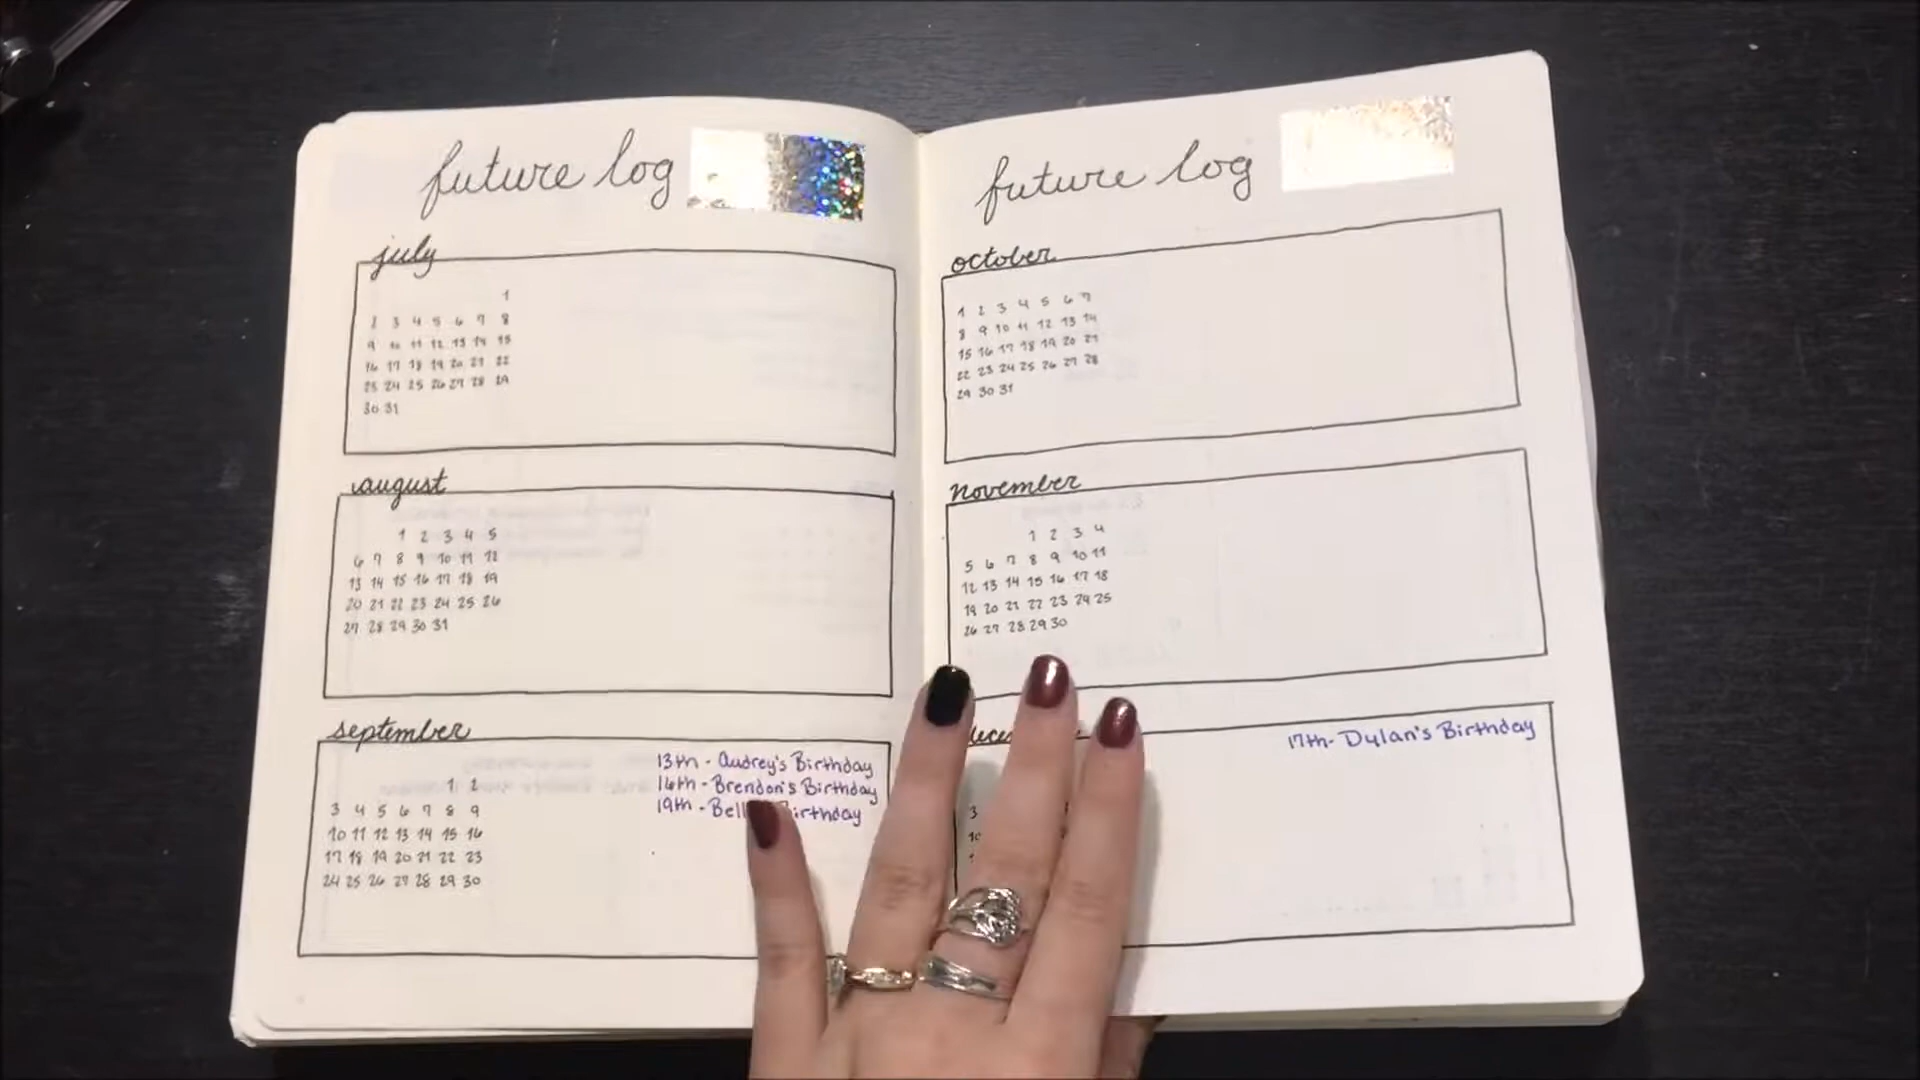 future log
july
1
2 3 4 5 6 7 8
9 10 11 12 13 14 15
16 17 18 19 20 21 22
23 24 25 26 27 28 29
30 31
august
1 2 3 4 5
6 7 8 9 10 11 12
13 14 15 16 17 18 19
20 21 22 23 24 25 26
27 28 29 30 31
september
1 2
3 4 5 6 7 8 9
10 11 12 13 14 15 16
17 18 19 20 21 22 23
24 25 26 27 28 29 30
13th - Audrey's Birthday
16th - Brendon's Birthday
19th - Birthday
future log
october
1 2 3 4 5 6 7
8 9 10 11 12 13 14
15 16 17 18 19 20 21
22 23 24 25 26 27 28
29 30 31
november
1 2 3 4
5 6 7 8 9 10 11
12 13 14 15 16 17 18
19 20 21 22 23 24 25
26 27 28 29 30
3
10
17th - Dylan's Birthday